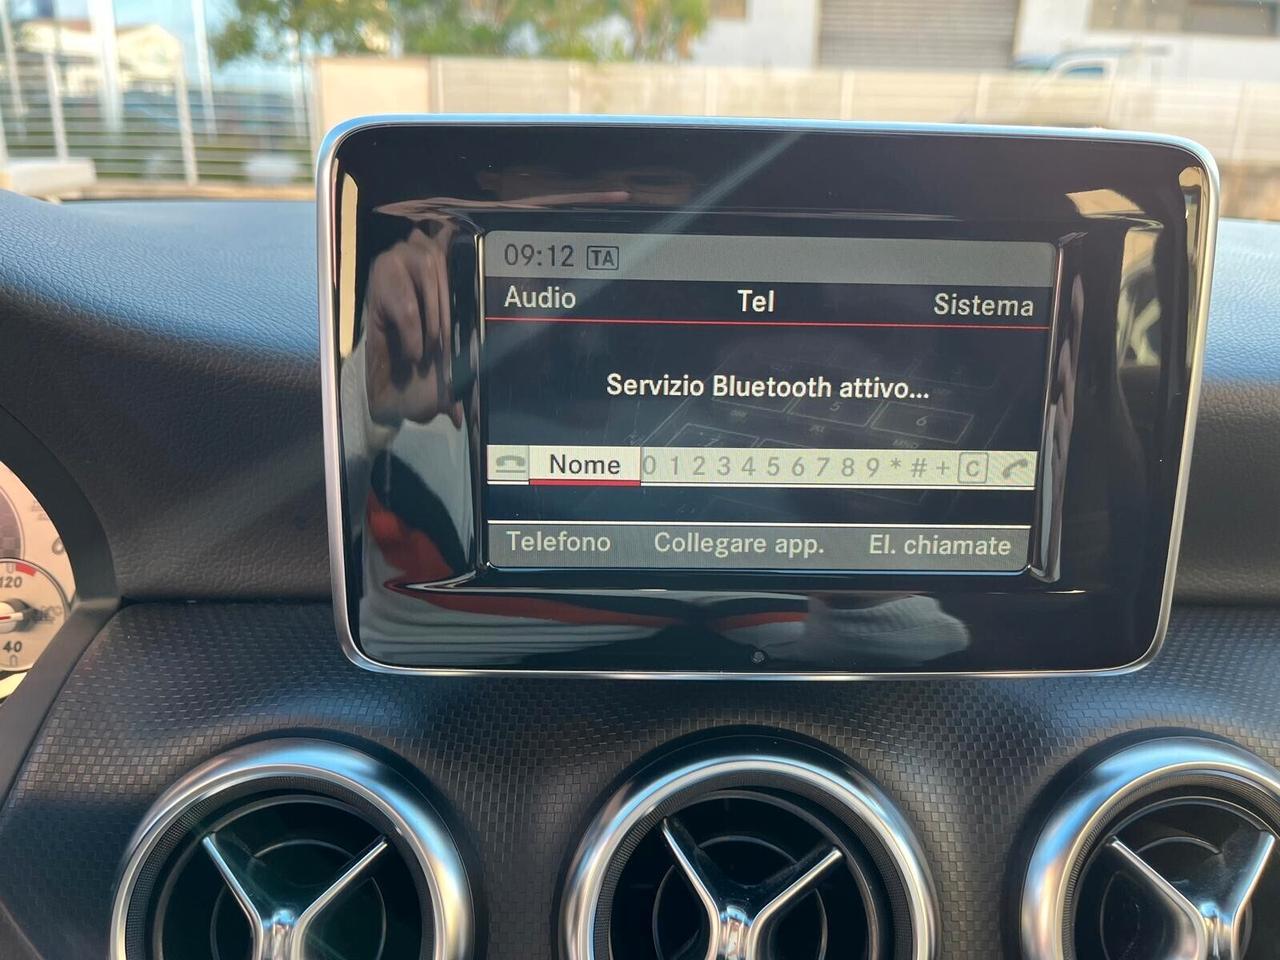 09:12 TA
Audio Tel Sistema
Servizio Bluetooth attivo...
Nome 0 1 2 3 4 5 6 7 8 9 * # + C
Telefono Collegare app. El. chiamate
120
40
0